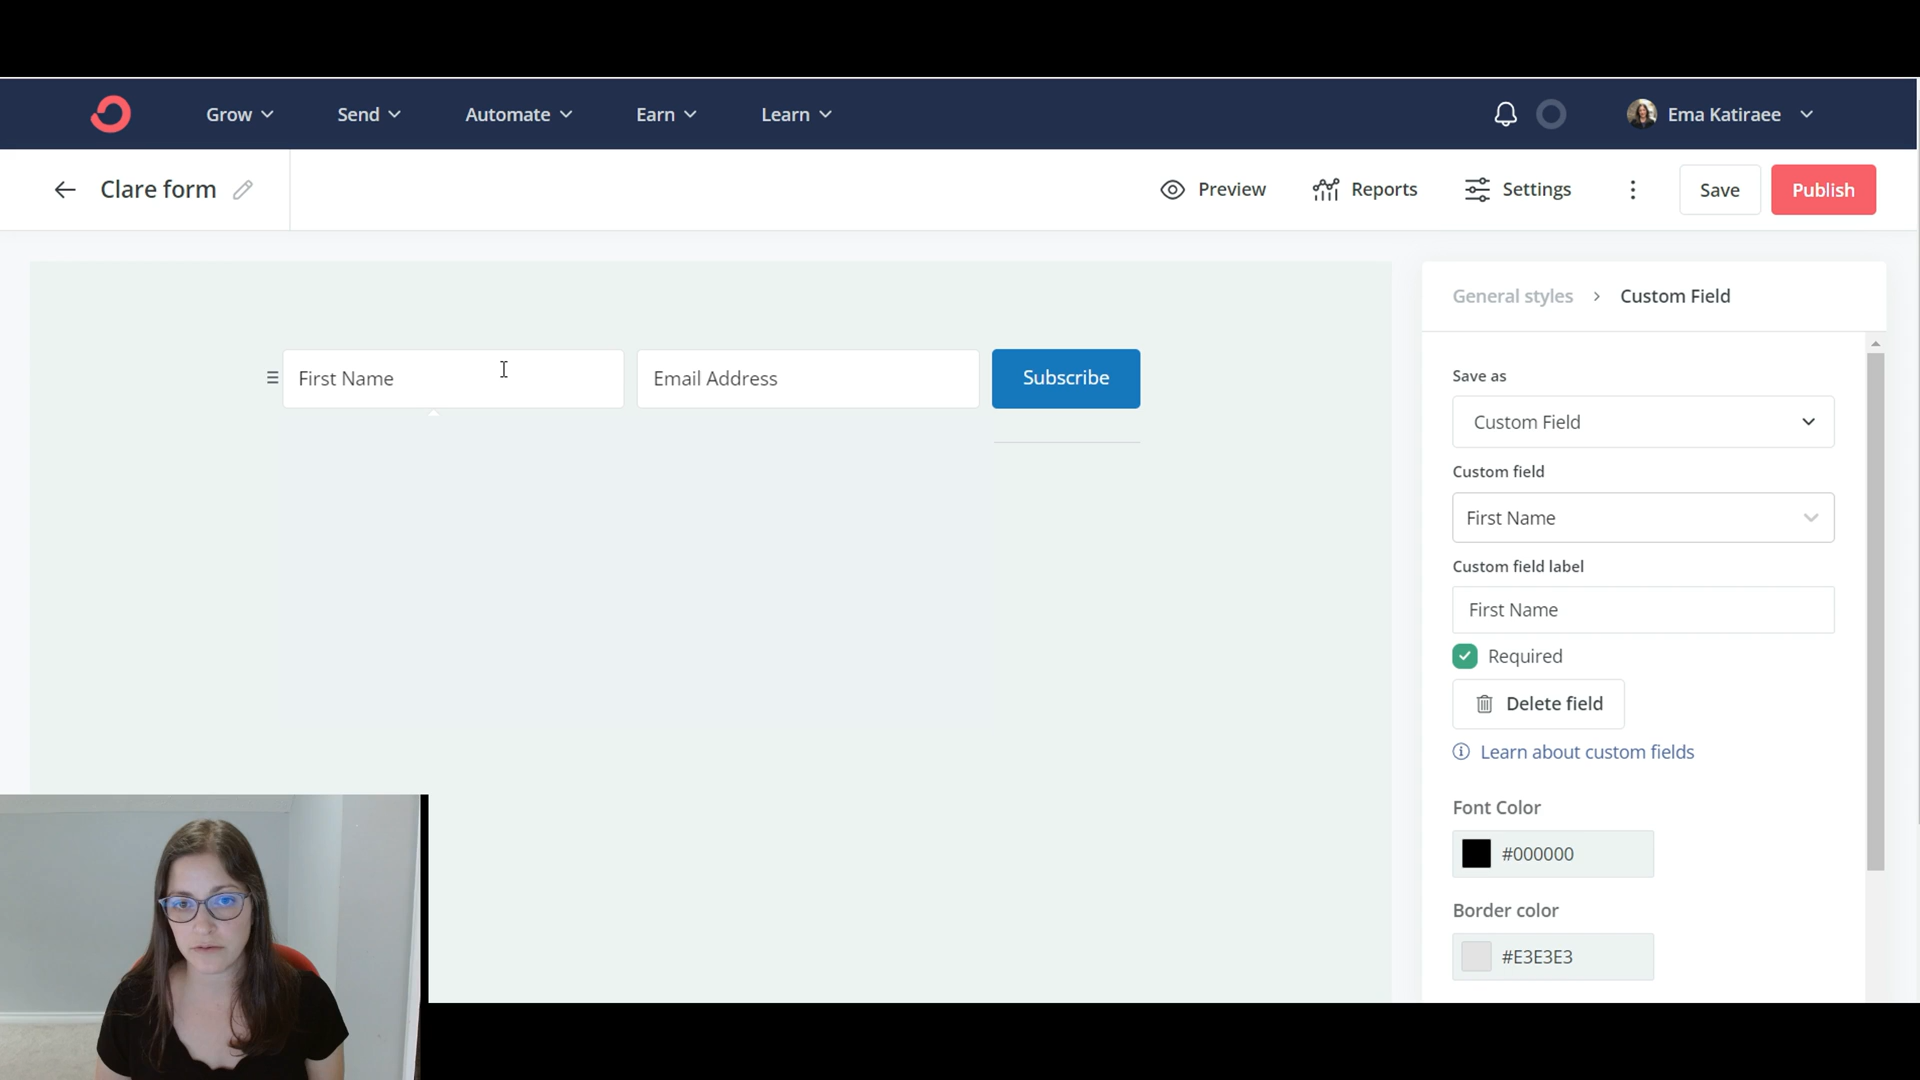 Grow Send Automate Earn Learn Ema Katiraee
Clare form Preview Reports Settings Save Publish
General styles > Custom Field
First Name Email Address Subscribe
Save as
Custom Field
Custom field
First Name
Custom field label
First Name
Required
Delete field
Learn about custom fields
Font Color
#000000
Border color
#E3E3E3